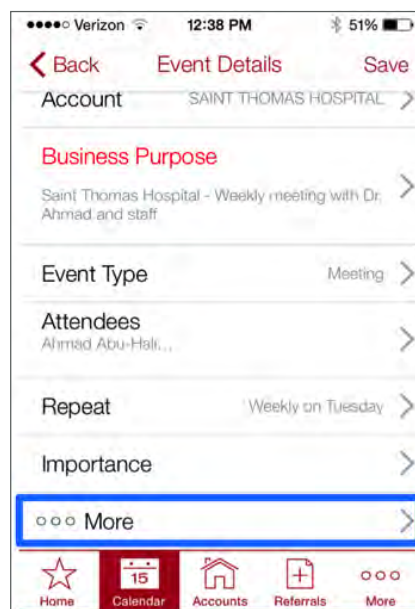 Verizon 12:38 PM 51%
Back Event Details Save
Account SAINT THOMAS HOSPITAL
Business Purpose
Saint Thomas Hospital - Weekly meeting with Dr.
Ahmad and staff
Event Type Meeting
Attendees
Ahmad Abu-Hali...
Repeat Weekly on Tuesday
Importance
ooo More
15
Home Calendar Accounts Referrals More